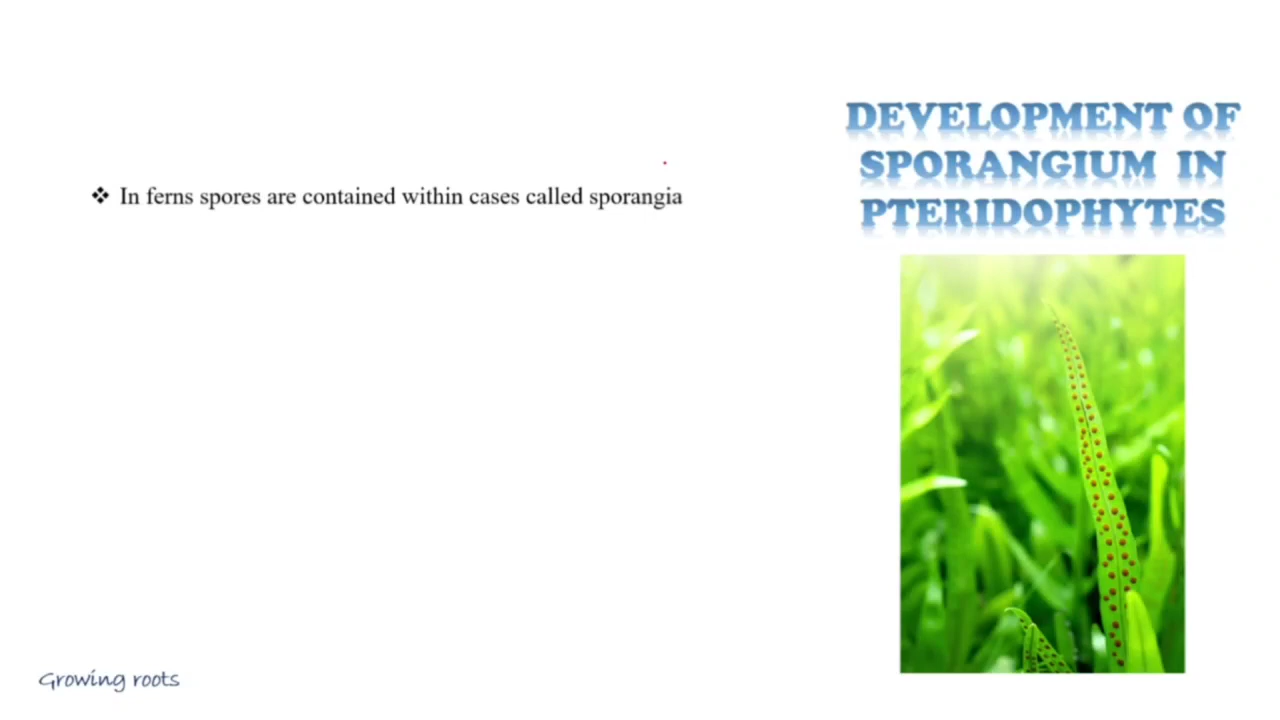 DEVELOPMENT OF
SPORANGIUM IN
PTERIDOPHYTES
❖ In ferns spores are contained within cases called sporangia
Growing roots